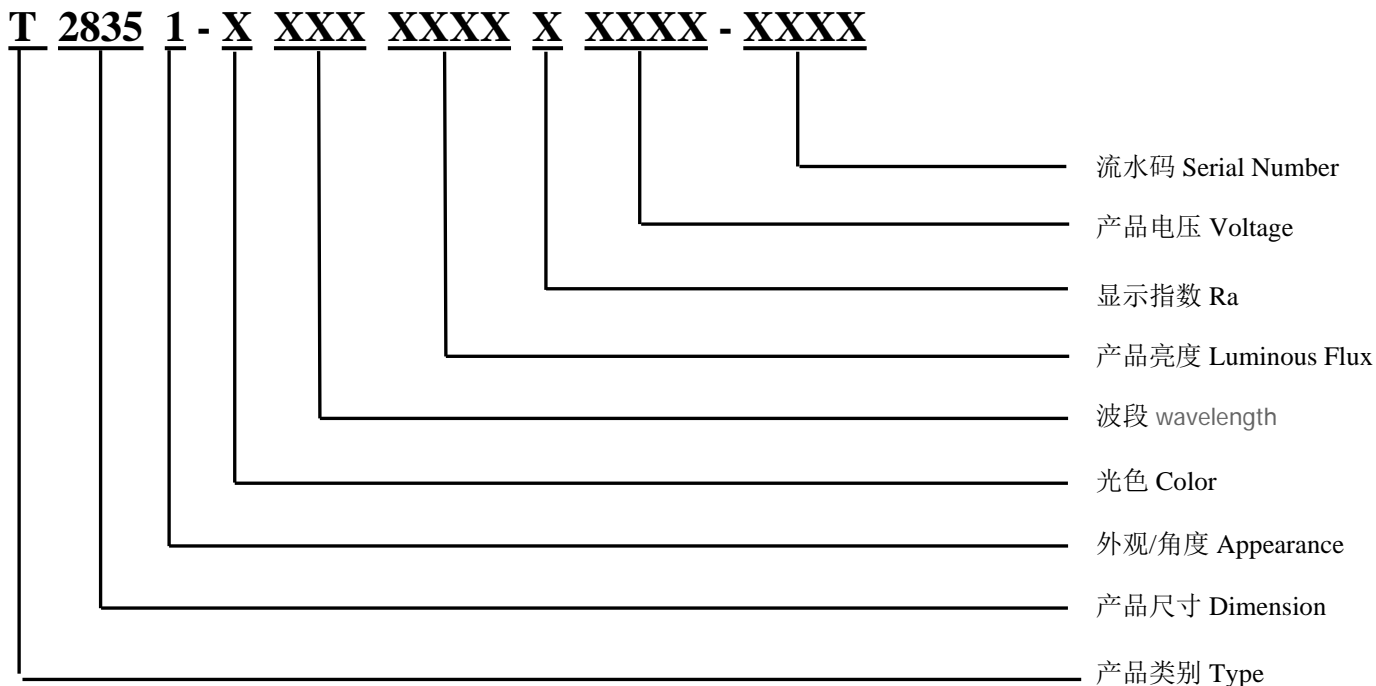 T 2835 1 - X XXX XXXX X XXXX - XXXX
流水码 Serial Number
产品电压 Voltage
显示指数 Ra
产品亮度 Luminous Flux
波段 wavelength
光色 Color
外观/角度 Appearance
产品尺寸 Dimension
产品类别 Type